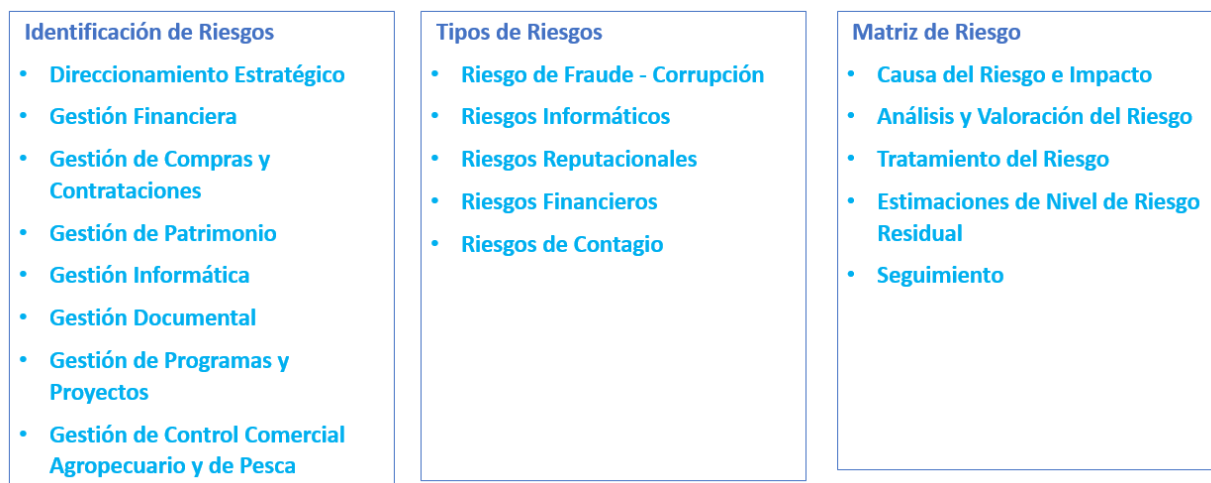 Identificación de Riesgos
• Direccionamiento Estratégico
• Gestión Financiera
• Gestión de Compras y
Contrataciones
• Gestión de Patrimonio
• Gestión Informática
• Gestión Documental
• Gestión de Programas y
Proyectos
• Gestión de Control Comercial
Agropecuario y de Pesca
Tipos de Riesgos
• Riesgo de Fraude - Corrupción
• Riesgos Informáticos
• Riesgos Reputacionales
• Riesgos Financieros
• Riesgos de Contagio
Matriz de Riesgo
• Causa del Riesgo e Impacto
• Análisis y Valoración del Riesgo
• Tratamiento del Riesgo
• Estimaciones de Nivel de Riesgo
Residual
• Seguimiento